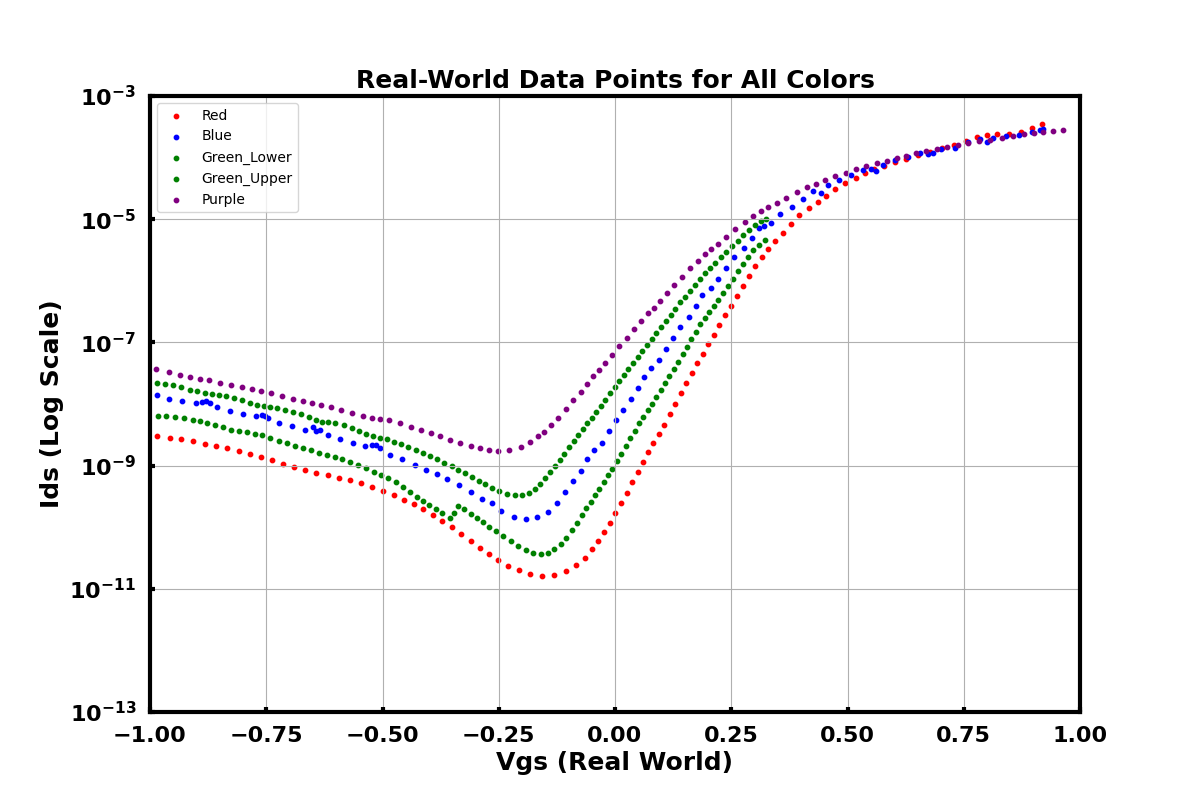 Real-World Data Points for All Colors
10⁻³
Red
Blue
Green_Lower
Green_Upper
Purple
10⁻⁵
10⁻⁷
10⁻⁹
10⁻¹¹
10⁻¹³
Ids (Log Scale)
−1.00 −0.75 −0.50 −0.25 0.00 0.25 0.50 0.75 1.00
Vgs (Real World)